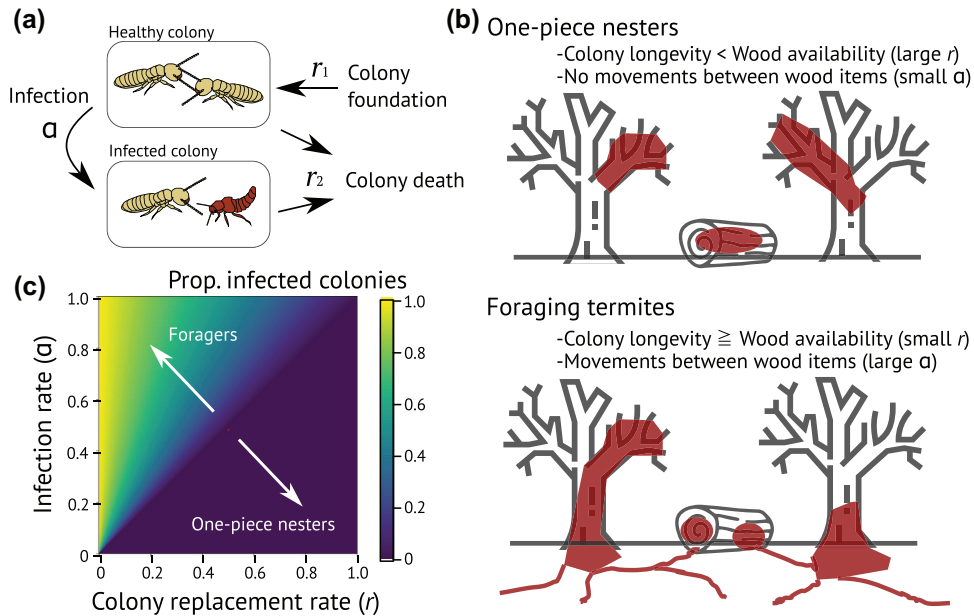 (a)
Healthy colony
Infection
ɑ
r1
Colony
foundation
Infected colony
r2
Colony death
(b)
One-piece nesters
-Colony longevity < Wood availability (large r)
-No movements between wood items (small ɑ)
Foraging termites
-Colony longevity ≧ Wood availability (small r)
-Movements between wood items (large ɑ)
(c)
Prop. infected colonies
Infection rate (ɑ)
1.0
0.8
0.6
0.4
0.2
0
Foragers
One-piece nesters
0
0.2
0.4
0.6
0.8
1.0
Colony replacement rate (r)
1.0
0.8
0.6
0.4
0.2
0